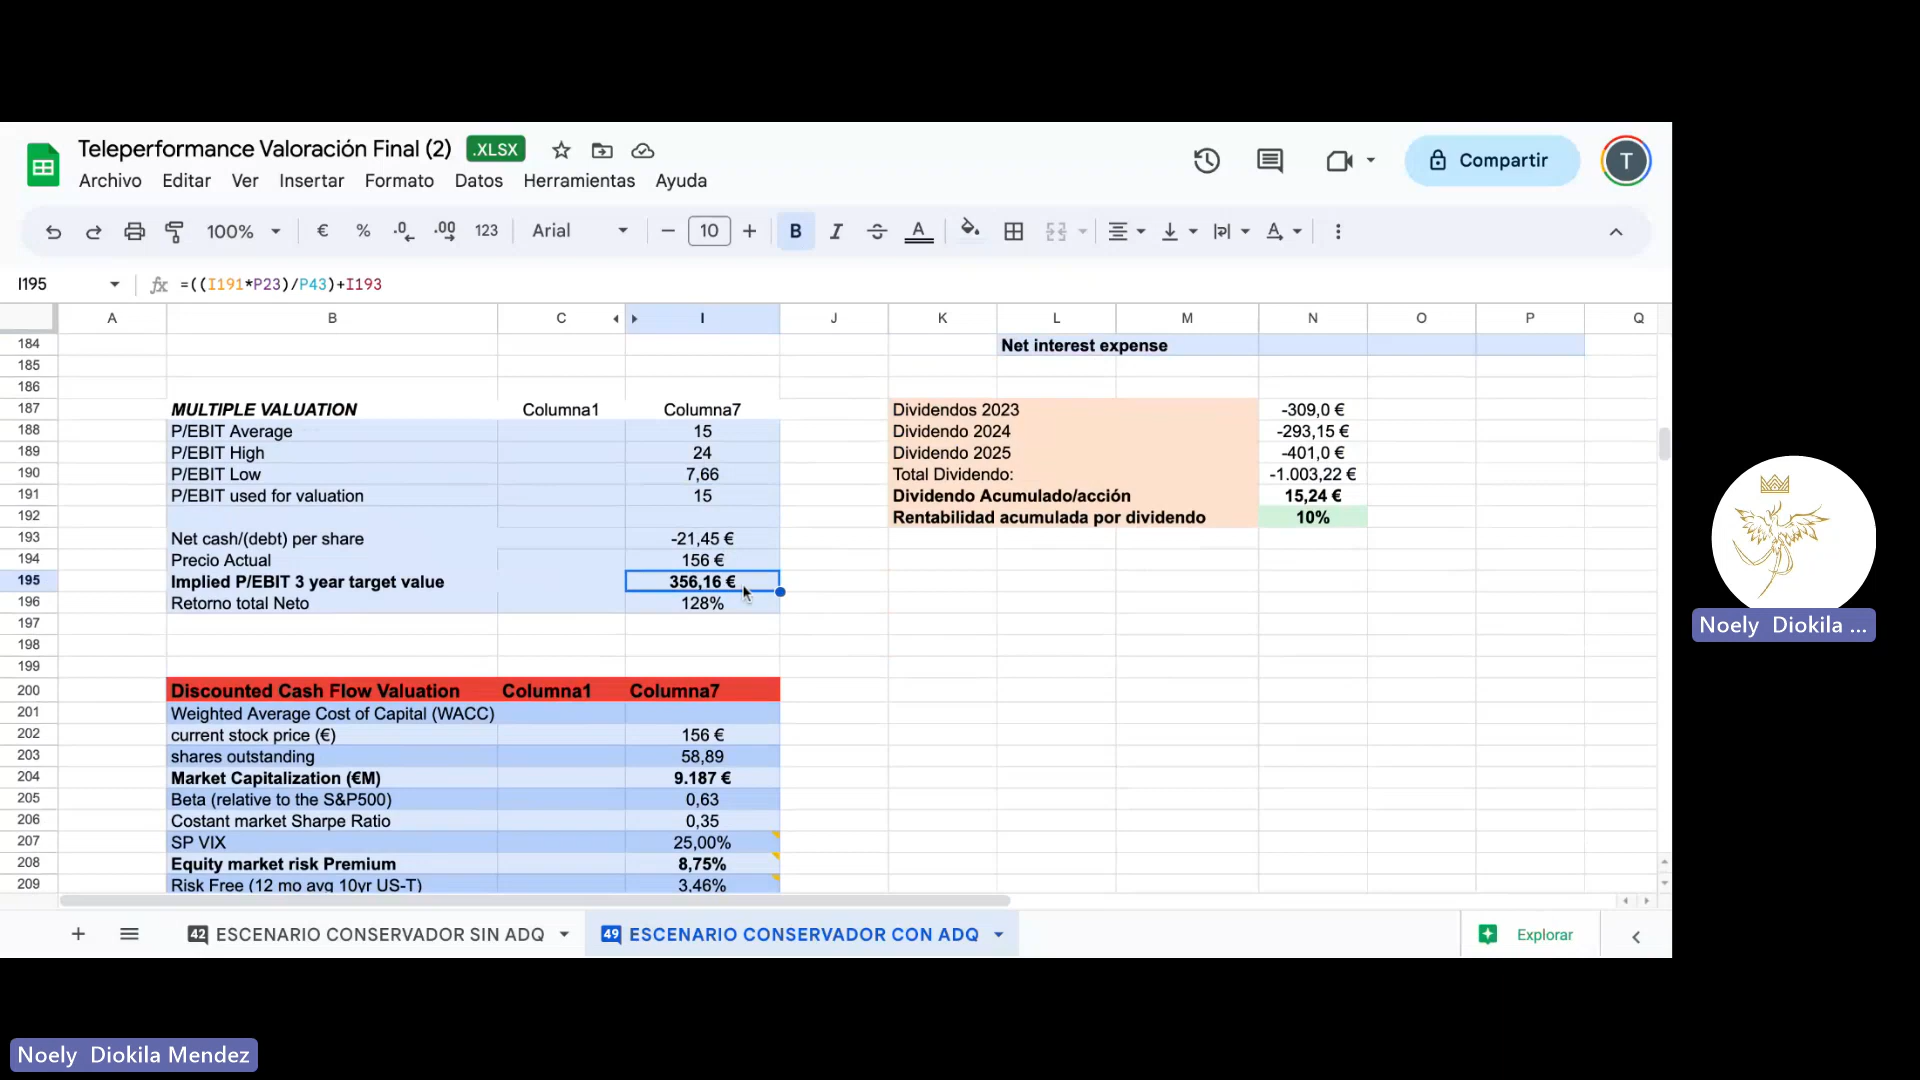 Teleperformance Valoración Final (2) .XLSX
Archivo Editar Ver Insertar Formato Datos Herramientas Ayuda
Compartir T
100% € % .0 .00 123 Arial 10 B I S A A
I195 fx =((I191*P23)/P43)+I193
A B C I J K L M N O P Q
184 Net interest expense
185
186
187 MULTIPLE VALUATION Columna1 Columna7 Dividendos 2023 -309,0 €
188 P/EBIT Average 15 Dividendo 2024 -293,15 €
189 P/EBIT High 24 Dividendo 2025 -401,0 €
190 P/EBIT Low 7,66 Total Dividendo: -1.003,22 €
191 P/EBIT used for valuation 15 Dividendo Acumulado/acción 15,24 €
192 Rentabilidad acumulada por dividendo 10%
193 Net cash/(debt) per share -21,45 €
194 Precio Actual 156 €
195 Implied P/EBIT 3 year target value 356,16 €
196 Retorno total Neto 128%
197
198
199
200 Discounted Cash Flow Valuation Columna1 Columna7
201 Weighted Average Cost of Capital (WACC)
202 current stock price (€) 156 €
203 shares outstanding 58,89
204 Market Capitalization (€M) 9.187 €
205 Beta (relative to the S&P500) 0,63
206 Costant market Sharpe Ratio 0,35
207 SP VIX 25,00%
208 Equity market risk Premium 8,75%
209 Risk Free (12 mo avg 10yr US-T) 3,46%
42 ESCENARIO CONSERVADOR SIN ADQ 49 ESCENARIO CONSERVADOR CON ADQ Explorar
Noely Diokila ...
Noely Diokila Mendez